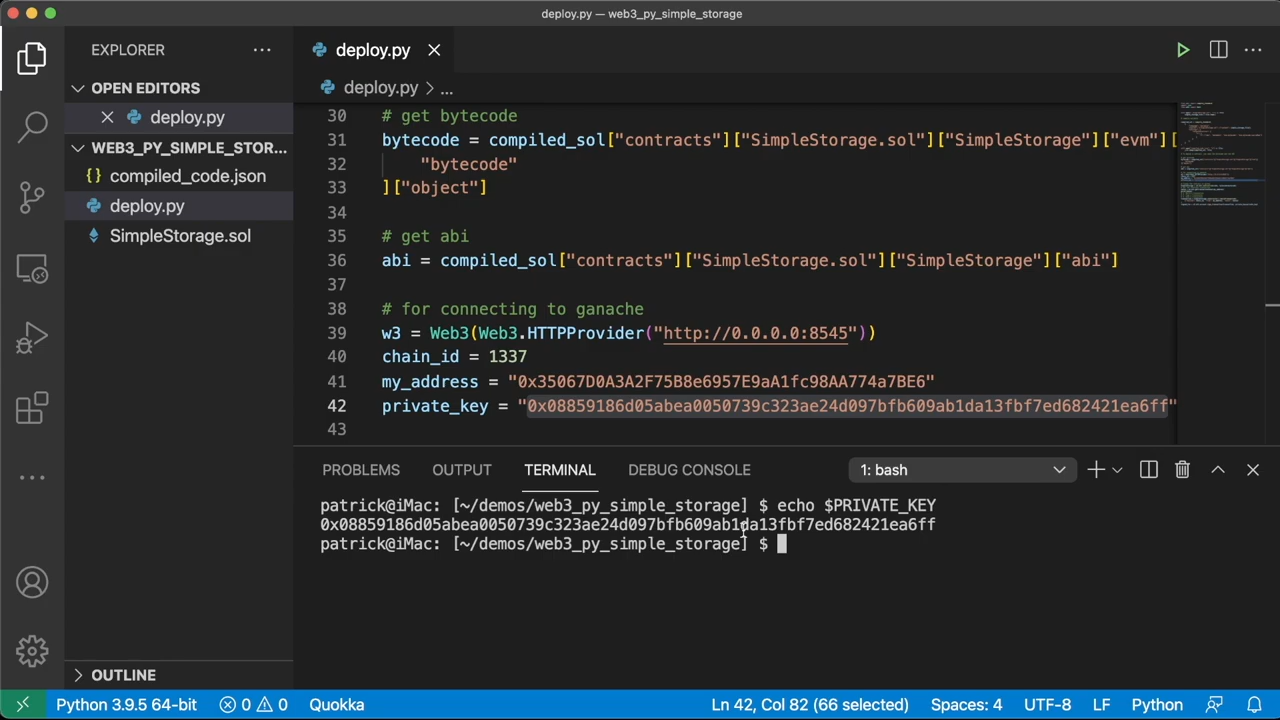 deploy.py — web3_py_simple_storage
EXPLORER
OPEN EDITORS
deploy.py
WEB3_PY_SIMPLE_STOR...
compiled_code.json
deploy.py
SimpleStorage.sol
OUTLINE
deploy.py
deploy.py > ...
30 # get bytecode
31 bytecode = compiled_sol["contracts"]["SimpleStorage.sol"]["SimpleStorage"]["evm"][
32 "bytecode"
33 ]["object"]
34
35 # get abi
36 abi = compiled_sol["contracts"]["SimpleStorage.sol"]["SimpleStorage"]["abi"]
37
38 # for connecting to ganache
39 w3 = Web3(Web3.HTTPProvider("http://0.0.0.0:8545"))
40 chain_id = 1337
41 my_address = "0x35067D0A3A2F75B8e6957E9aA1fc98AA774a7BE6"
42 private_key = "0x08859186d05abea0050739c323ae24d097bfb609ab1da13fbf7ed682421ea6ff"
43
PROBLEMS OUTPUT TERMINAL DEBUG CONSOLE 1: bash
patrick@iMac: [~/demos/web3_py_simple_storage] $ echo $PRIVATE_KEY
0x08859186d05abea0050739c323ae24d097bfb609ab1da13fbf7ed682421ea6ff
patrick@iMac: [~/demos/web3_py_simple_storage] $
Python 3.9.5 64-bit 0 0 Quokka Ln 42, Col 82 (66 selected) Spaces: 4 UTF-8 LF Python